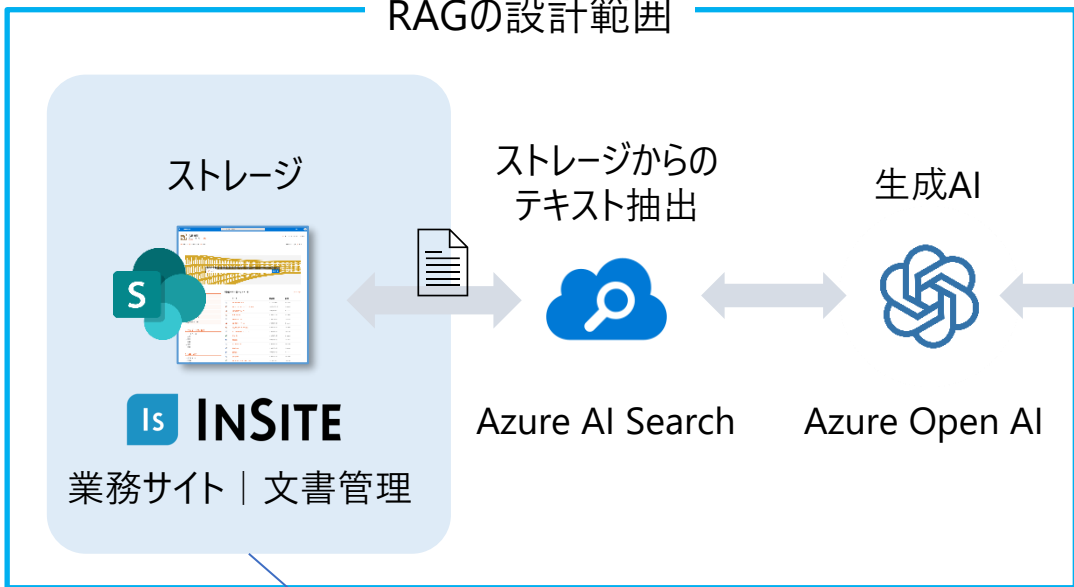 RAGの設計範囲
ストレージ
ストレージからの
テキスト抽出
生成AI
S
Is INSITE
Azure AI Search
Azure Open AI
業務サイト｜文書管理